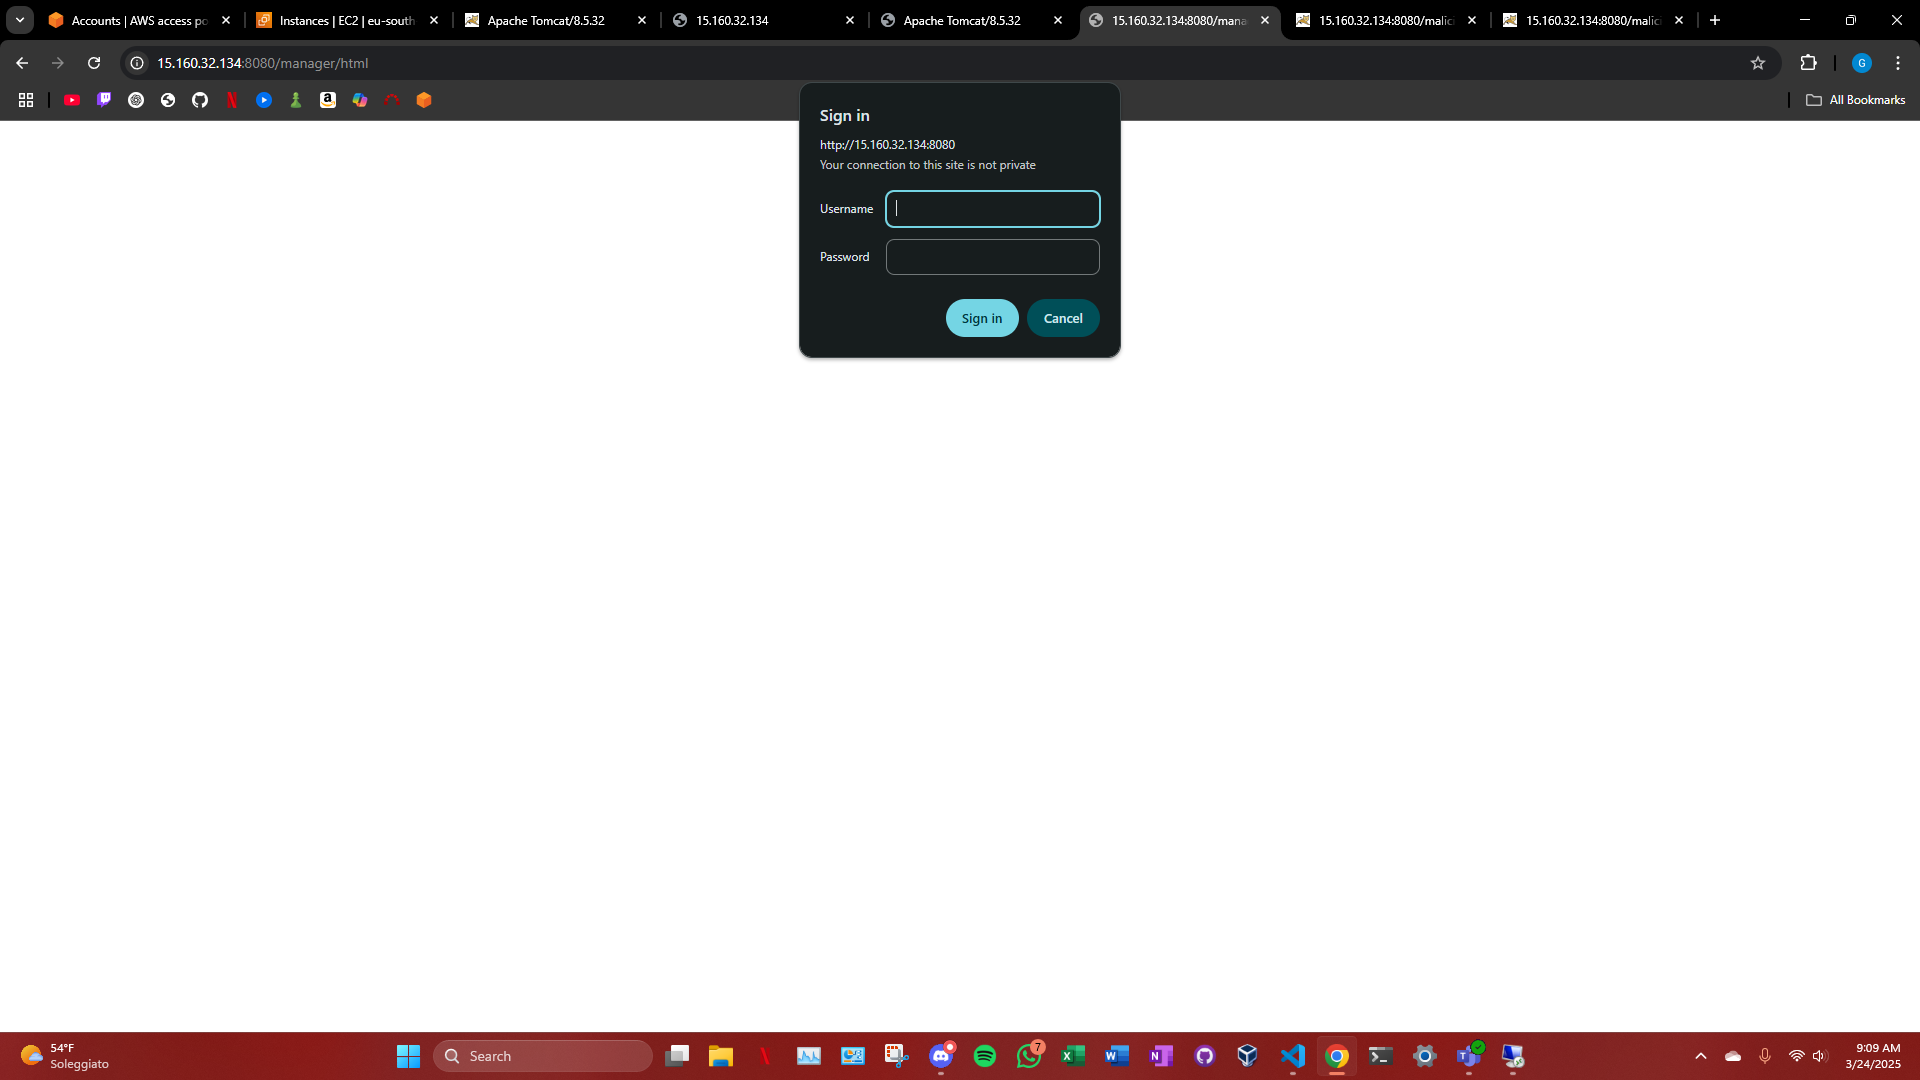 Accounts | AWS access po
Instances | EC2 | eu-south
Apache Tomcat/8.5.32
15.160.32.134
Apache Tomcat/8.5.32
15.160.32.134:8080/mana
15.160.32.134:8080/malici
15.160.32.134:8080/malici
15.160.32.134:8080/manager/html
G
All Bookmarks
Sign in
http://15.160.32.134:8080
Your connection to this site is not private
Username
Password
Sign in
Cancel
54°F
Soleggiato
Search
7
9:09 AM
3/24/2025